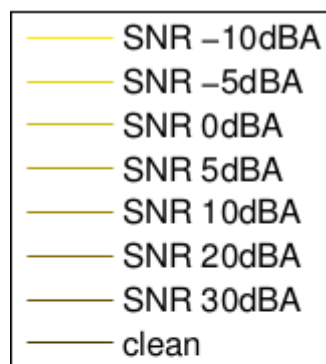 SNR −10dBA
SNR −5dBA
SNR 0dBA
SNR 5dBA
SNR 10dBA
SNR 20dBA
SNR 30dBA
clean